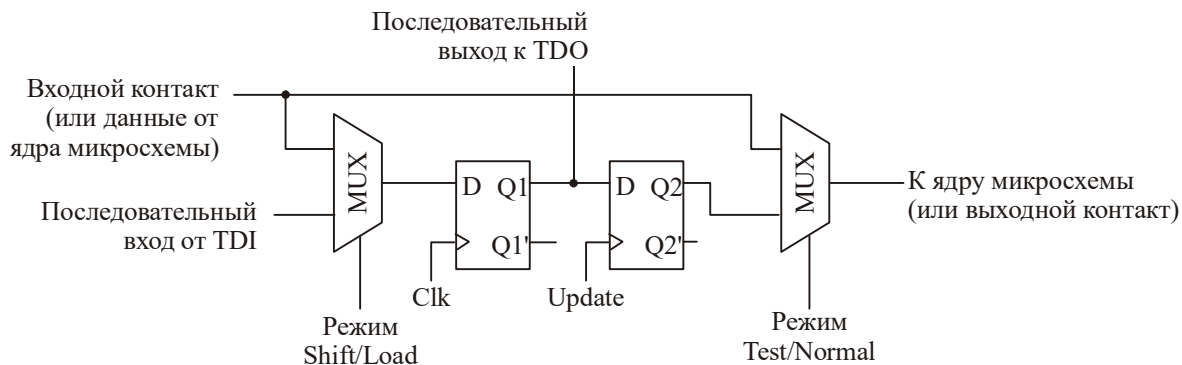 Последовательный
выход к TDO
Входной контакт
(или данные от
ядра микросхемы)
MUX
Последовательный
вход от TDI
D Q1
Q1'
D Q2
Q2'
MUX
К ядру микросхемы
(или выходной контакт)
Clk
Update
Режим
Shift/Load
Режим
Test/Normal